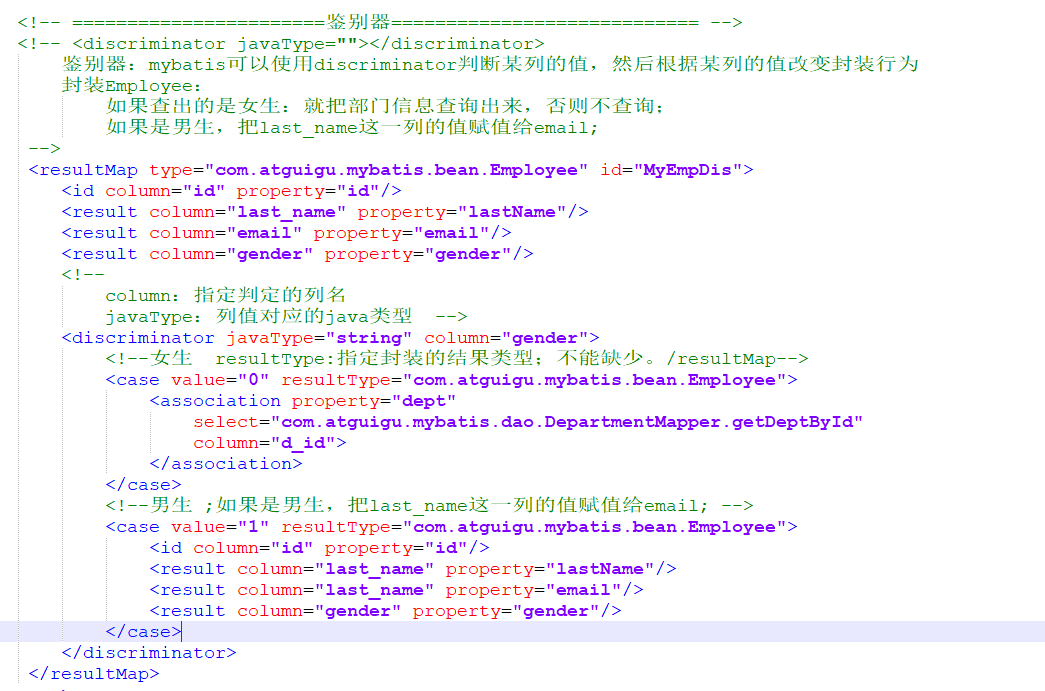 <!-- =======================鉴别器============================ -->
<!-- <discriminator javaType=""></discriminator>
鉴别器：mybatis可以使用discriminator判断某列的值，然后根据某列的值改变封装行为
封装Employee：
如果查出的是女生：就把部门信息查询出来，否则不查询；
如果是男生，把last_name这一列的值赋值给email;
-->
<resultMap type="com.atguigu.mybatis.bean.Employee" id="MyEmpDis">
<id column="id" property="id"/>
<result column="last_name" property="lastName"/>
<result column="email" property="email"/>
<result column="gender" property="gender"/>
<!--
column：指定判定的列名
javaType：列值对应的java类型  -->
<discriminator javaType="string" column="gender">
<!--女生  resultType:指定封装的结果类型；不能缺少。/resultMap-->
<case value="0" resultType="com.atguigu.mybatis.bean.Employee">
<association property="dept"
select="com.atguigu.mybatis.dao.DepartmentMapper.getDeptById"
column="d_id">
</association>
</case>
<!--男生 ;如果是男生，把last_name这一列的值赋值给email; -->
<case value="1" resultType="com.atguigu.mybatis.bean.Employee">
<id column="id" property="id"/>
<result column="last_name" property="lastName"/>
<result column="last_name" property="email"/>
<result column="gender" property="gender"/>
</case>
</discriminator>
</resultMap>